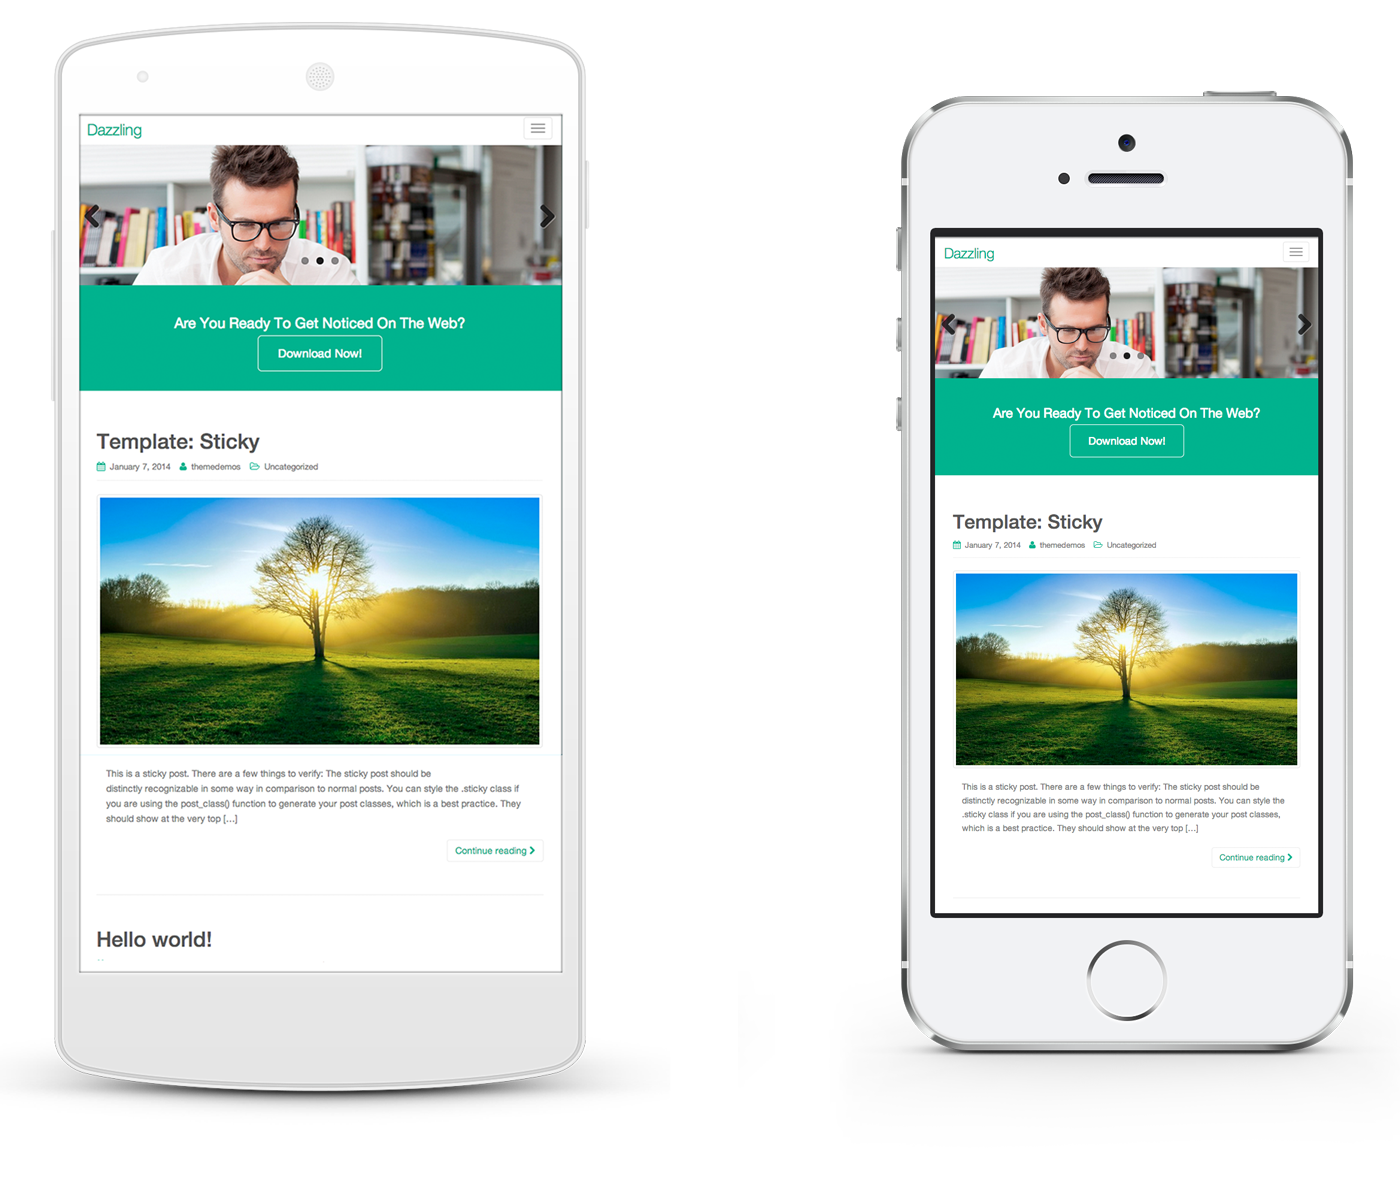 Dazzling
Are You Ready To Get Noticed On The Web?
Download Now!
Template: Sticky
January 7, 2014 themedemos Uncategorized
This is a sticky post. There are a few things to verify: The sticky post should be
distinctly recognizable in some way in comparison to normal posts. You can style the .sticky class if
you are using the post_class() function to generate your post classes, which is a best practice. They
should show at the very top [...]
Continue reading
Hello world!
Dazzling
Are You Ready To Get Noticed On The Web?
Download Now!
Template: Sticky
January 7, 2014 themedemos Uncategorized
This is a sticky post. There are a few things to verify: The sticky post should be
distinctly recognizable in some way in comparison to normal posts. You can style the
.sticky class if you are using the post_class() function to generate your post classes,
which is a best practice. They should show at the very top [...]
Continue reading